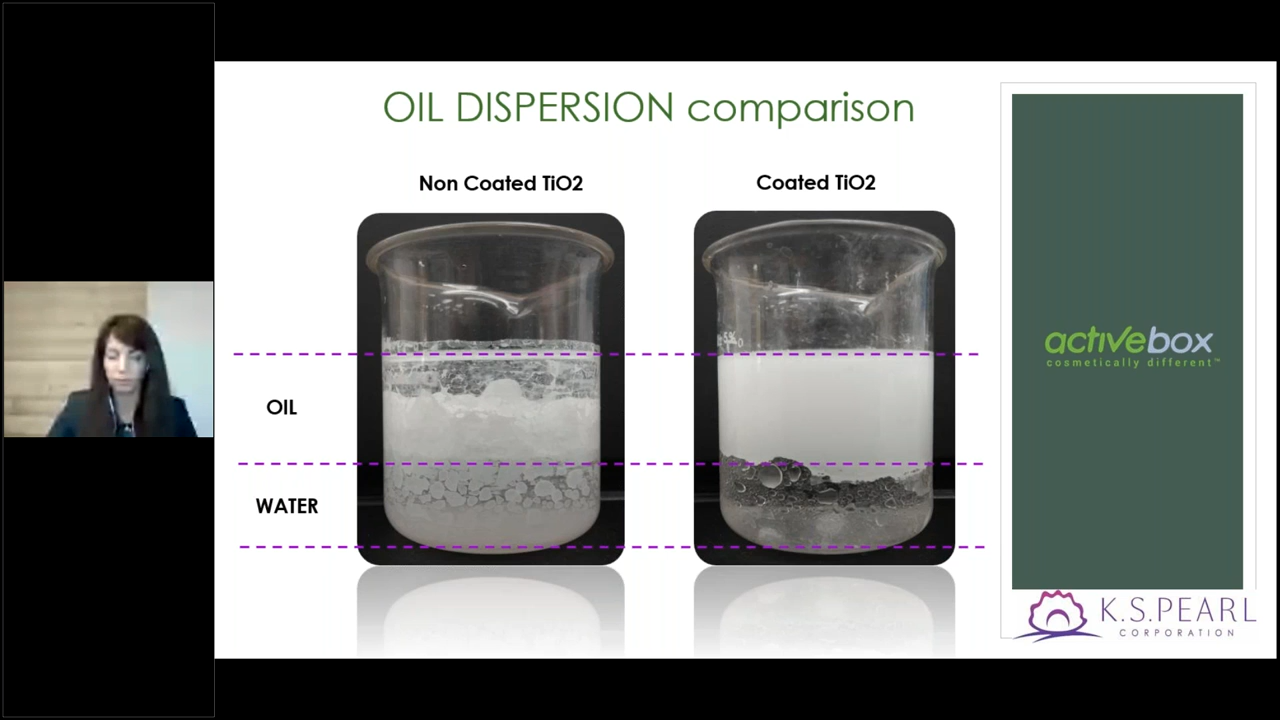 OIL DISPERSION comparison
Non Coated TiO2
Coated TiO2
OIL
WATER
activebox
cosmetically different™
K.S.PEARL
CORPORATION